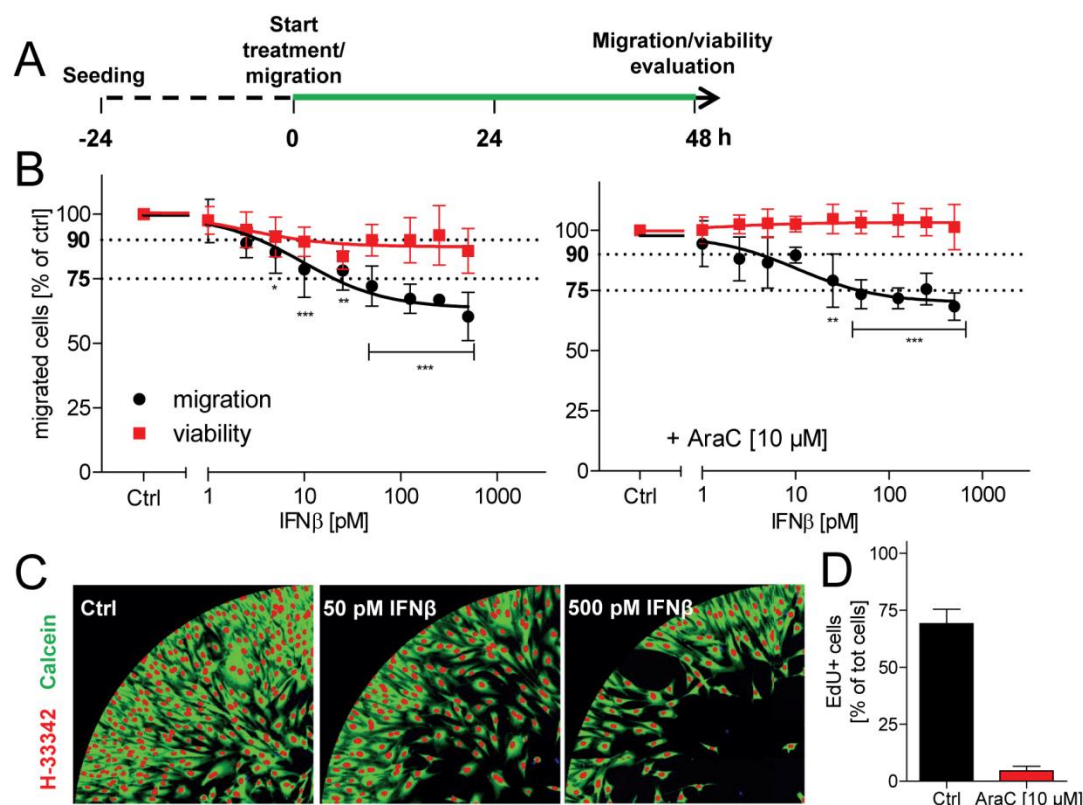 A
Seeding
Start
treatment/
migration
Migration/viability
evaluation
-24
0
24
48 h
B
migrated cells [% of ctrl]
100
90
75
50
25
0
migration
viability
*
***
**
***
Ctrl
1
10
100
1000
IFNβ [pM]
100
90
75
50
25
0
**
***
+ AraC [10 µM]
Ctrl
1
10
100
1000
IFNβ [pM]
C
H-33342 Calcein
Ctrl
50 pM IFNβ
500 pM IFNβ
D
EdU+ cells
[% of tot cells]
100
75
50
25
0
Ctrl
AraC [10 µM]